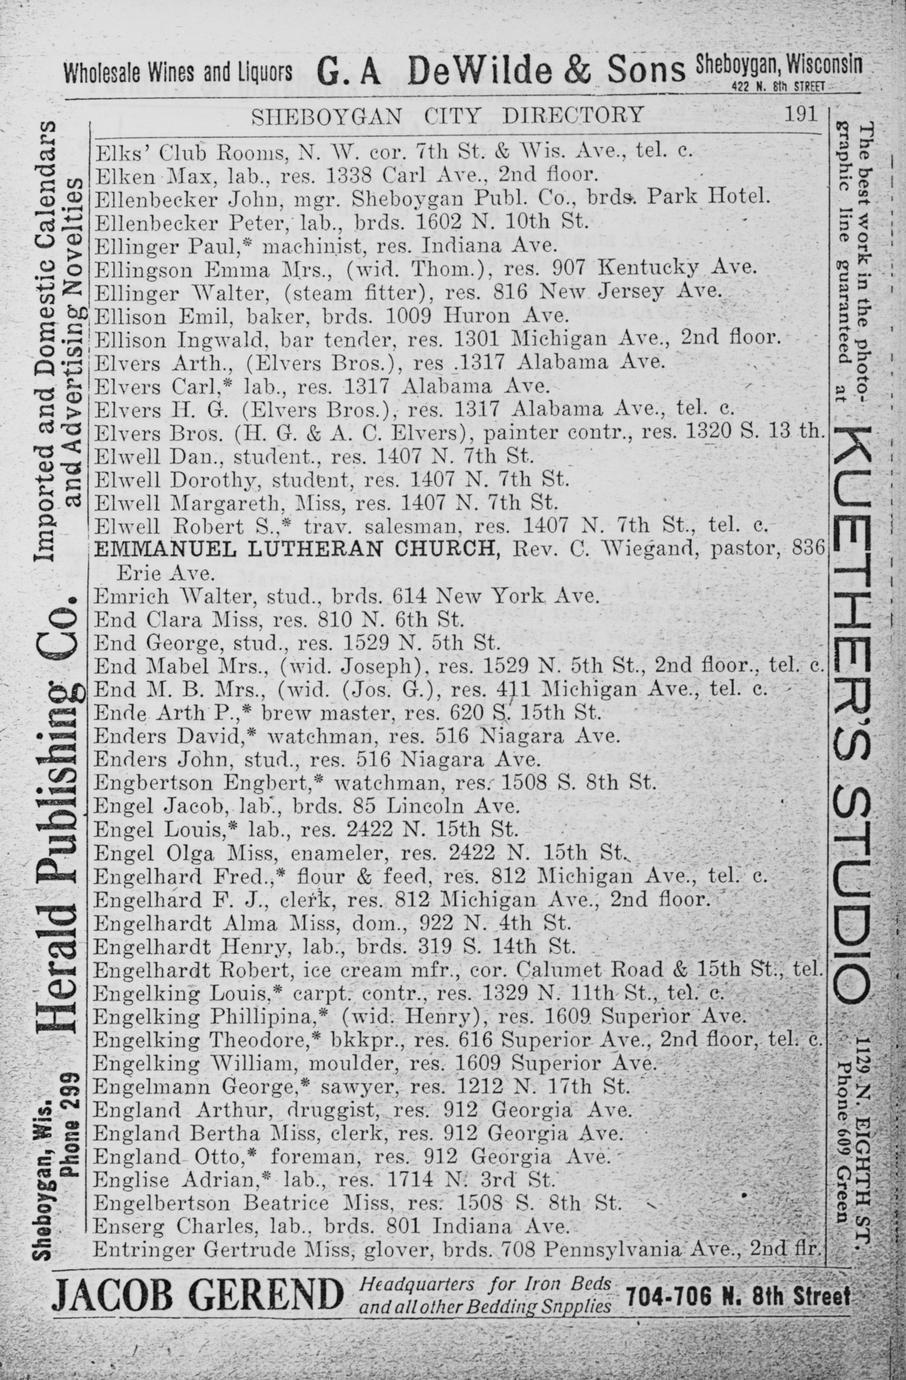 Wholesale Wines and Liquors G. A DeWilde & Sons Sheboygan, Wisconsin
422 N. 8th STREET
SHEBOYGAN CITY DIRECTORY 191
Elks' Club Rooms, N. W. cor. 7th St. & Wis. Ave., tel. c.
Elken Max, lab., res. 1338 Carl Ave., 2nd floor.
Ellenbecker John, mgr. Sheboygan Publ. Co., brds. Park Hotel.
Ellenbecker Peter, lab., brds. 1602 N. 10th St.
Ellinger Paul,* machinist, res. Indiana Ave.
Ellingson Emma Mrs., (wid. Thom.), res. 907 Kentucky Ave.
Ellinger Walter, (steam fitter), res. 816 New Jersey Ave.
Ellison Emil, baker, brds. 1009 Huron Ave.
Ellison Ingwald, bar tender, res. 1301 Michigan Ave., 2nd floor.
Elvers Arth., (Elvers Bros.), res .1317 Alabama Ave.
Elvers Carl,* lab., res. 1317 Alabama Ave.
Elvers H. G. (Elvers Bros.), res. 1317 Alabama Ave., tel. c.
Elvers Bros. (H. G. & A. C. Elvers), painter contr., res. 1320 S. 13 th.
Elwell Dan., student., res. 1407 N. 7th St.
Elwell Dorothy, student, res. 1407 N. 7th St.
Elwell Margareth, Miss, res. 1407 N. 7th St.
Elwell Robert S.,* trav. salesman, res. 1407 N. 7th St., tel. c.
EMMANUEL LUTHERAN CHURCH, Rev. C. Wiegand, pastor, 836
Erie Ave.
Emrich Walter, stud., brds. 614 New York Ave.
End Clara Miss, res. 810 N. 6th St.
End George, stud., res. 1529 N. 5th St.
End Mabel Mrs., (wid. Joseph), res. 1529 N. 5th St., 2nd floor., tel. c.
End M. B. Mrs., (wid. (Jos. G.), res. 411 Michigan Ave., tel. c.
Ende Arth P.,* brew master, res. 620 S. 15th St.
Enders David,* watchman, res. 516 Niagara Ave.
Enders John, stud., res. 516 Niagara Ave.
Engbertson Engbert,* watchman, res. 1508 S. 8th St.
Engel Jacob, lab., brds. 85 Lincoln Ave.
Engel Louis,* lab., res. 2422 N. 15th St.
Engel Olga Miss, enameler, res. 2422 N. 15th St.
Engelhard Fred.,* flour & feed, res. 812 Michigan Ave., tel. c.
Engelhard F. J., clerk, res. 812 Michigan Ave., 2nd floor.
Engelhardt Alma Miss, dom., 922 N. 4th St.
Engelhardt Henry, lab., brds. 319 S. 14th St.
Engelhardt Robert, ice cream mfr., cor. Calumet Road & 15th St., tel.
Engelking Louis,* carpt. contr., res. 1329 N. 11th St., tel. c.
Engelking Phillipina,* (wid. Henry), res. 1609 Superior Ave.
Engelking Theodore,* bkkpr., res. 616 Superior Ave., 2nd floor, tel. c.
Engelking William, moulder, res. 1609 Superior Ave.
Engelmann George,* sawyer, res. 1212 N. 17th St.
England Arthur, druggist, res. 912 Georgia Ave.
England Bertha Miss, clerk, res. 912 Georgia Ave.
England Otto,* foreman, res. 912 Georgia Ave.
Englise Adrian,* lab., res. 1714 N. 3rd St.
Engelbertson Beatrice Miss, res. 1508 S. 8th St.
Enserg Charles, lab., brds. 801 Indiana Ave.
Entringer Gertrude Miss, glover, brds. 708 Pennsylvania Ave., 2nd flr.
Imported and Domestic Calendars
and Advertising Novelties
Herald Publishing Co.
Sheboygan, Wis.
Phone 299
The best work in the photo-
graphic line guaranteed at
KUETHER'S STUDIO
1129 N. EIGHTH ST.
Phone 609 Green
JACOB GEREND Headquarters for Iron Beds
and all other Bedding Snpplies 704-706 N. 8th Street